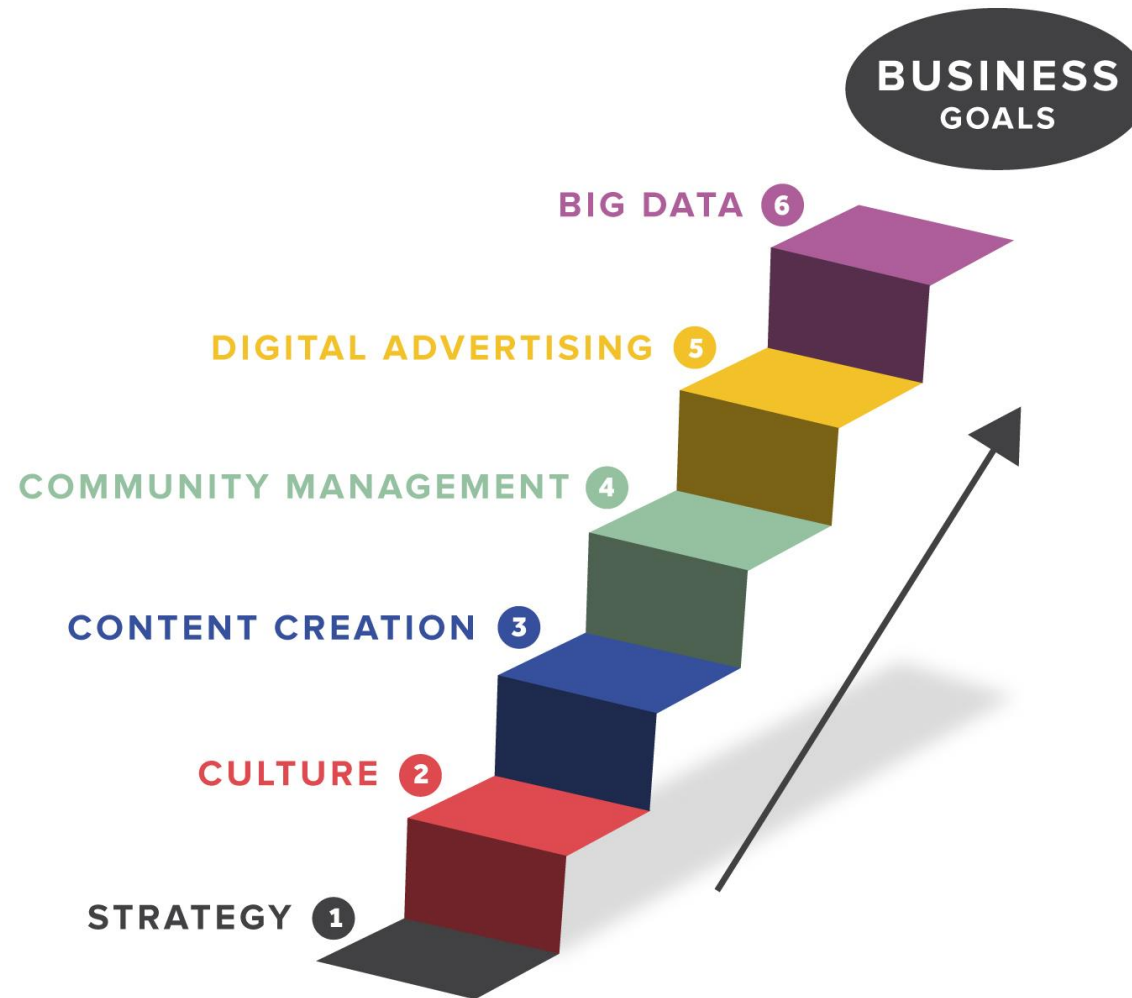 BUSINESS
GOALS
BIG DATA 6
DIGITAL ADVERTISING 5
COMMUNITY MANAGEMENT 4
CONTENT CREATION 3
CULTURE 2
STRATEGY 1